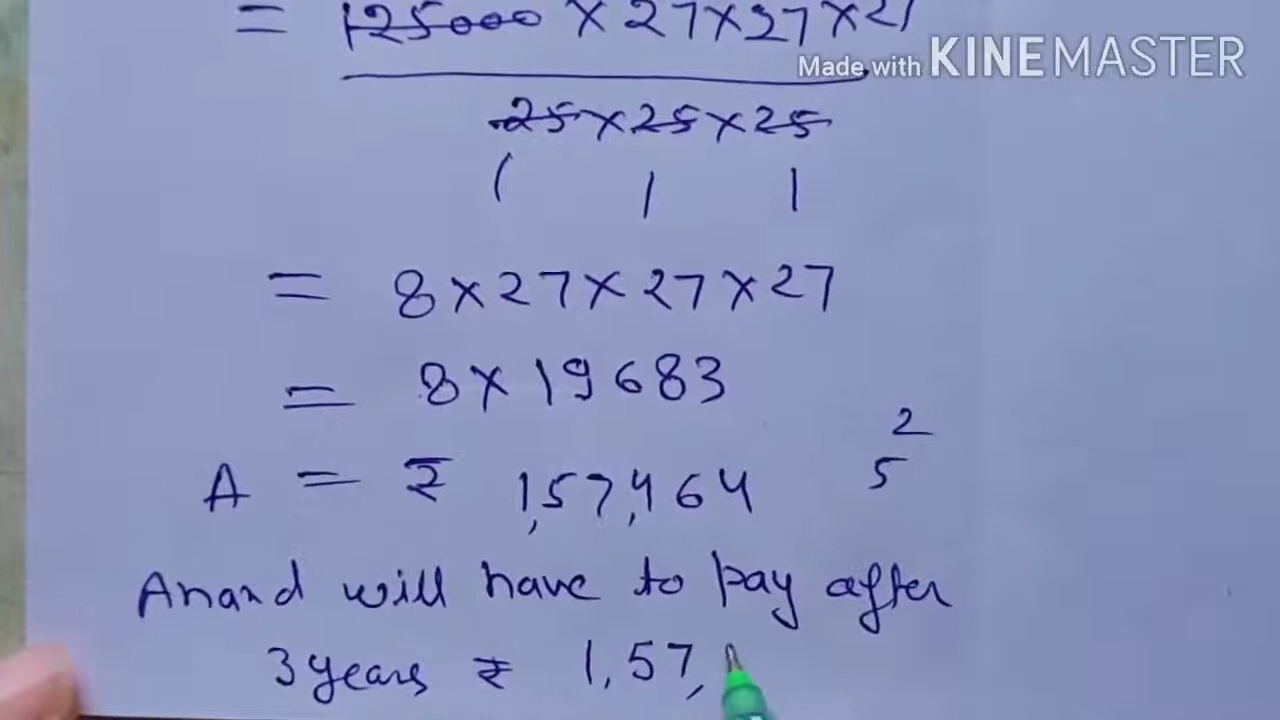 = 125000 × 27 × 27 × 27
Made with KINEMASTER
25 × 25 × 25
1 1 1
= 8 × 27 × 27 × 27
= 8 × 19683
2
5
A = ₹ 1,57,464
Anand will have to pay after
3 years ₹ 1,57,